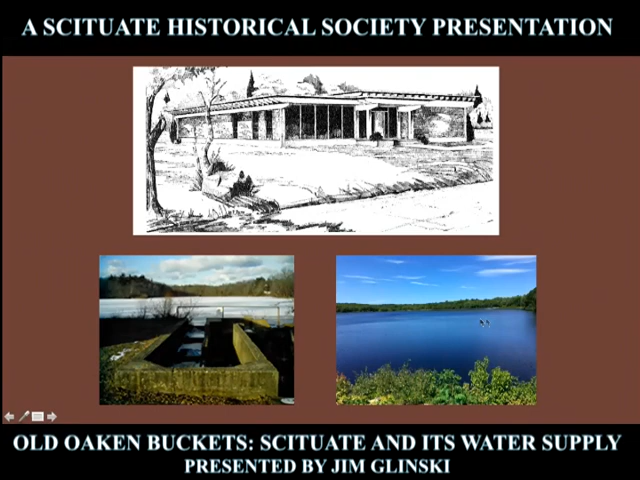 A SCITUATE HISTORICAL SOCIETY PRESENTATION
OLD OAKEN BUCKETS: SCITUATE AND ITS WATER SUPPLY
PRESENTED BY JIM GLINSKI